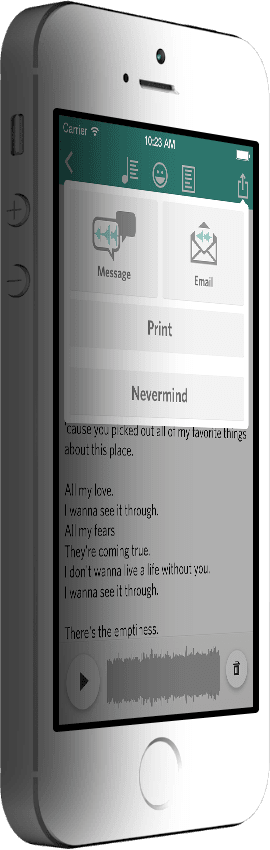 Carrier
10:23 AM
Message
Email
Print
Nevermind
'cause you picked out all of my favorite things
about this place.
All my love.
I wanna see it through.
All my fears
They're coming true.
I don't wanna live a life without you.
I wanna see it through.
There's the emptiness.